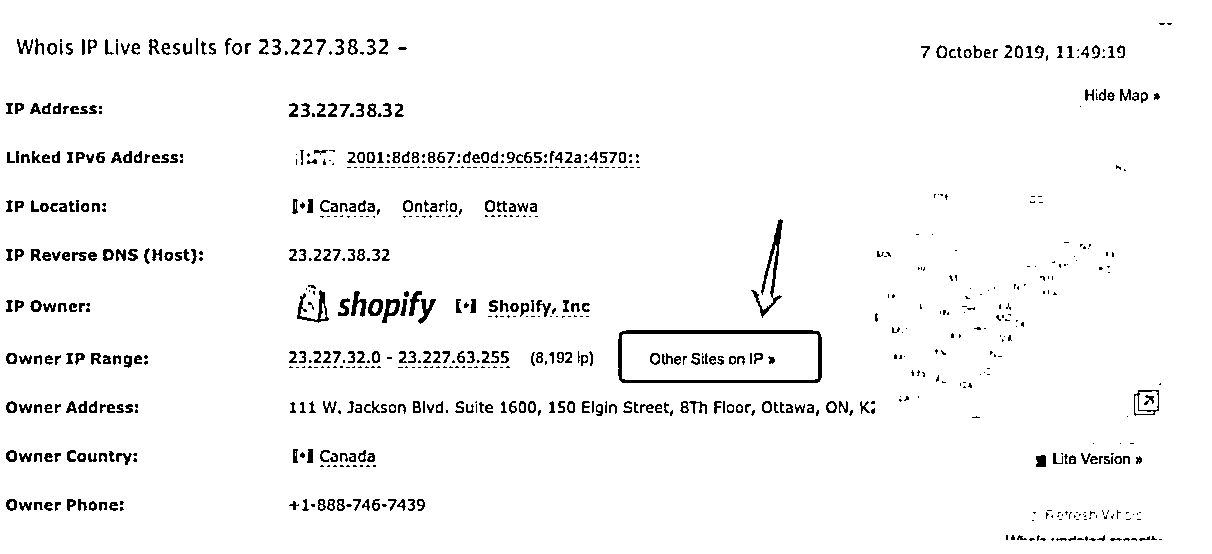 Whois IP Live Results for 23.227.38.32 –
7 October 2019, 11:49:19
Hide Map »
IP Address: 23.227.38.32
Linked IPv6 Address: 2001:8d8:867:de0d:9c65:f42a:4570::
IP Location: Canada, Ontario, Ottawa
IP Reverse DNS (Host): 23.227.38.32
IP Owner: shopify Shopify, Inc
Owner IP Range: 23.227.32.0 - 23.227.63.255 (8,192 ip) Other Sites on IP »
Owner Address: 111 W. Jackson Blvd. Suite 1600, 150 Elgin Street, 8Th Floor, Ottawa, ON,
Owner Country: Canada
Lite Version »
Owner Phone: +1-888-746-7439
Refresh Whois